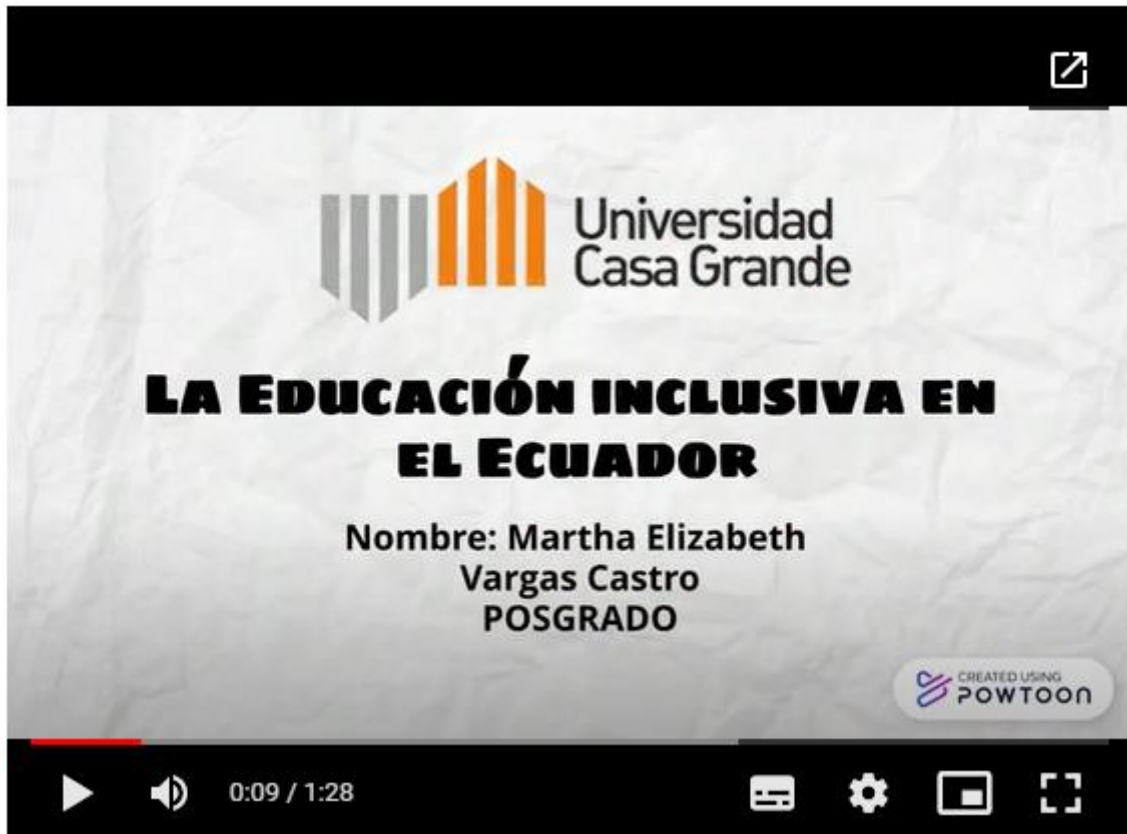 Universidad
Casa Grande
La Educación inclusiva en
el Ecuador
Nombre: Martha Elizabeth
Vargas Castro
POSGRADO
CREATED USING
POWTOON
0:09 / 1:28